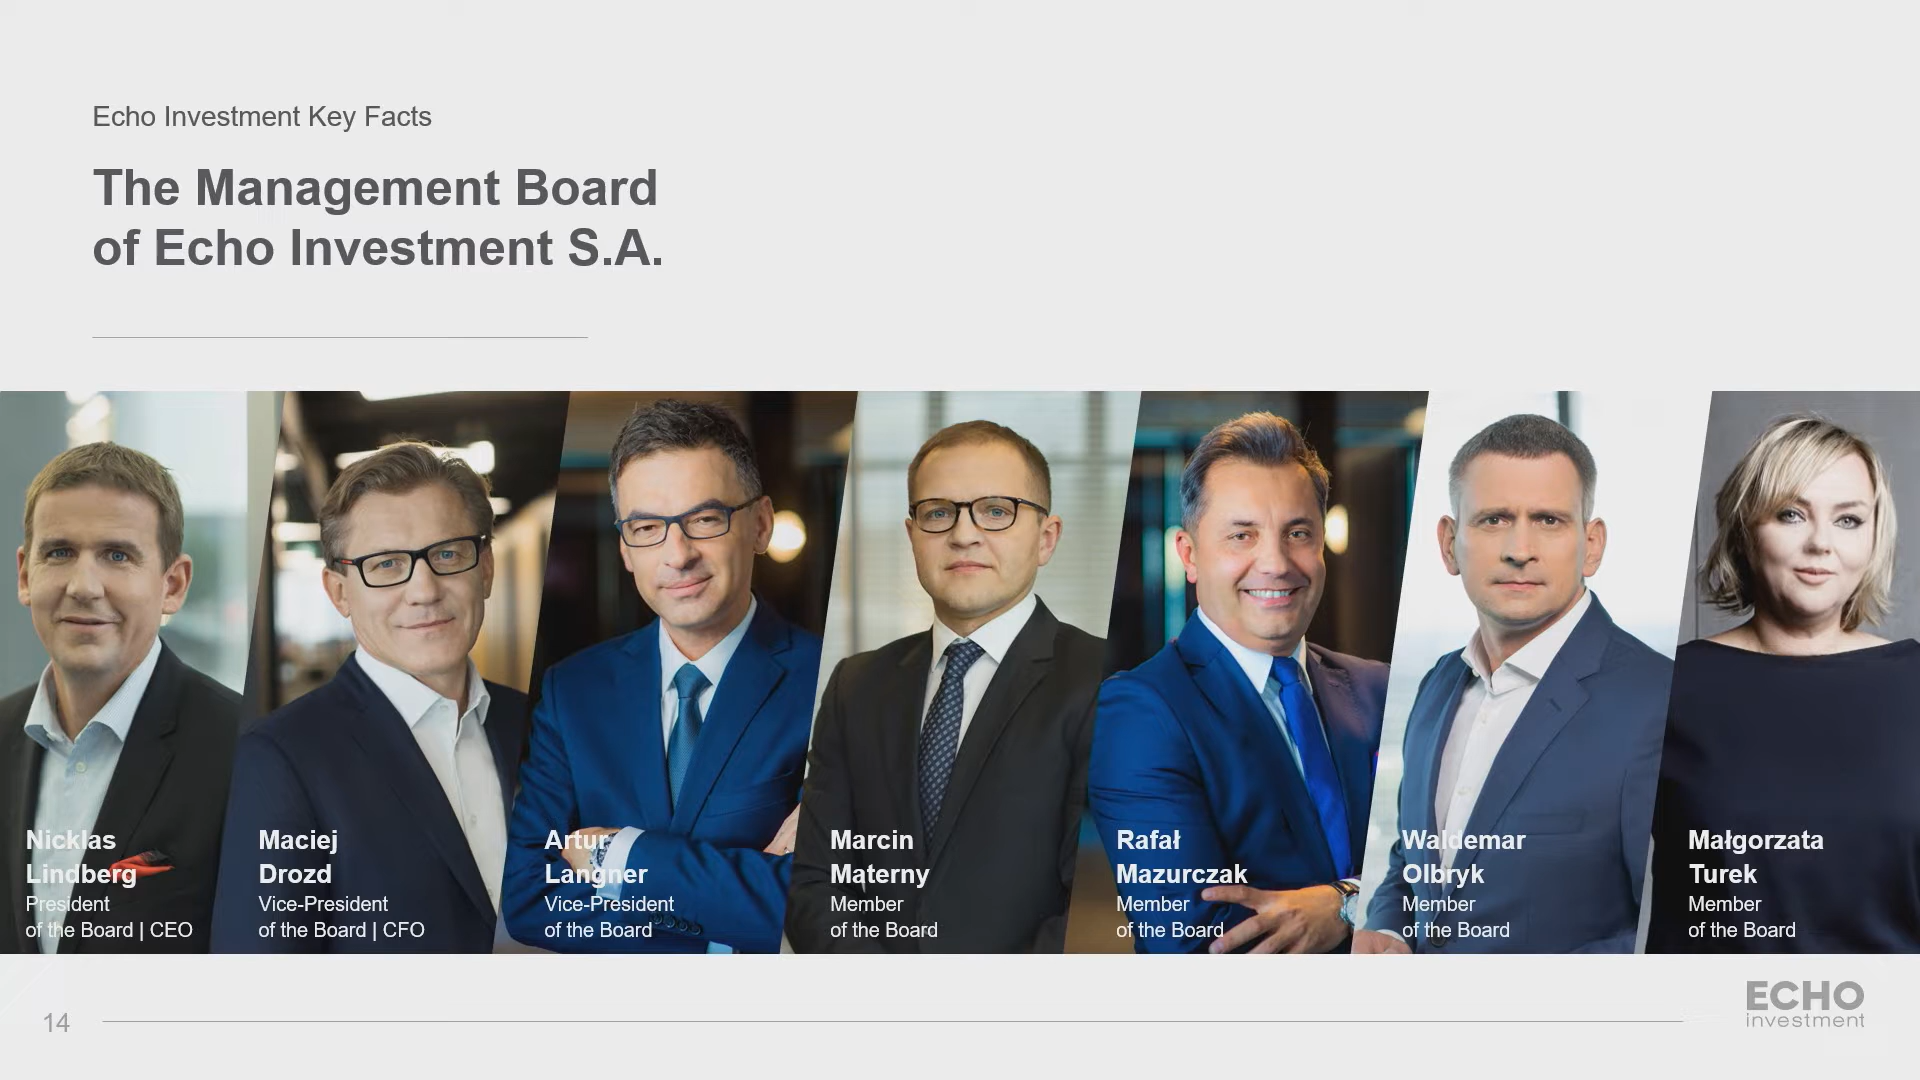 Echo Investment Key Facts
The Management Board
of Echo Investment S.A.
Nicklas
Lindberg
President
of the Board | CEO
Maciej
Drozd
Vice-President
of the Board | CFO
Artur
Langner
Vice-President
of the Board
Marcin
Materny
Member
of the Board
Rafał
Mazurczak
Member
of the Board
Waldemar
Olbryk
Member
of the Board
Małgorzata
Turek
Member
of the Board
14
ECHO
investment